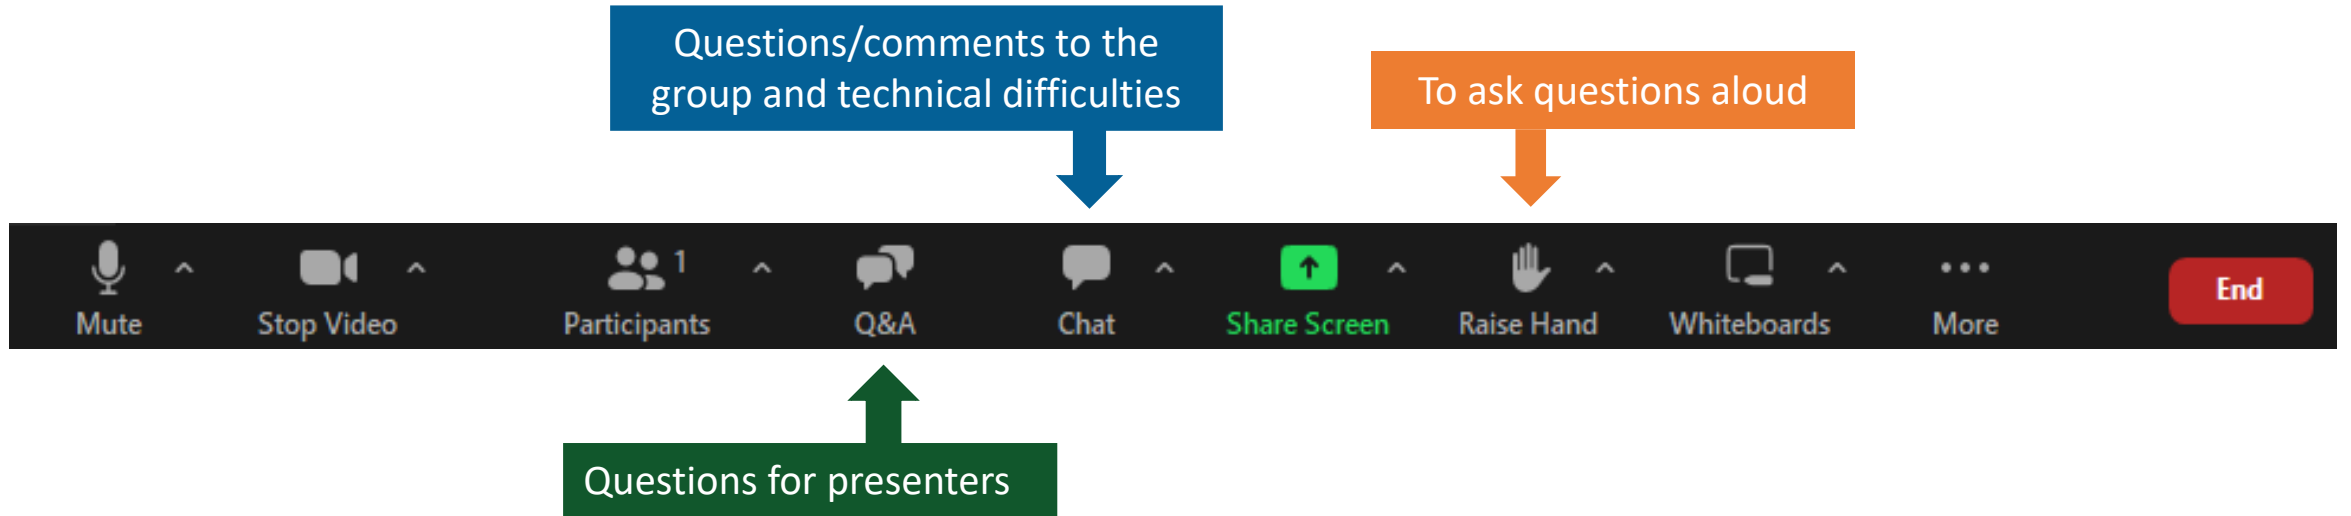 Questions/comments to the
group and technical difficulties
To ask questions aloud
1
Mute
Stop Video
Participants
Q&A
Chat
Share Screen
Raise Hand
Whiteboards
More
End
Questions for presenters